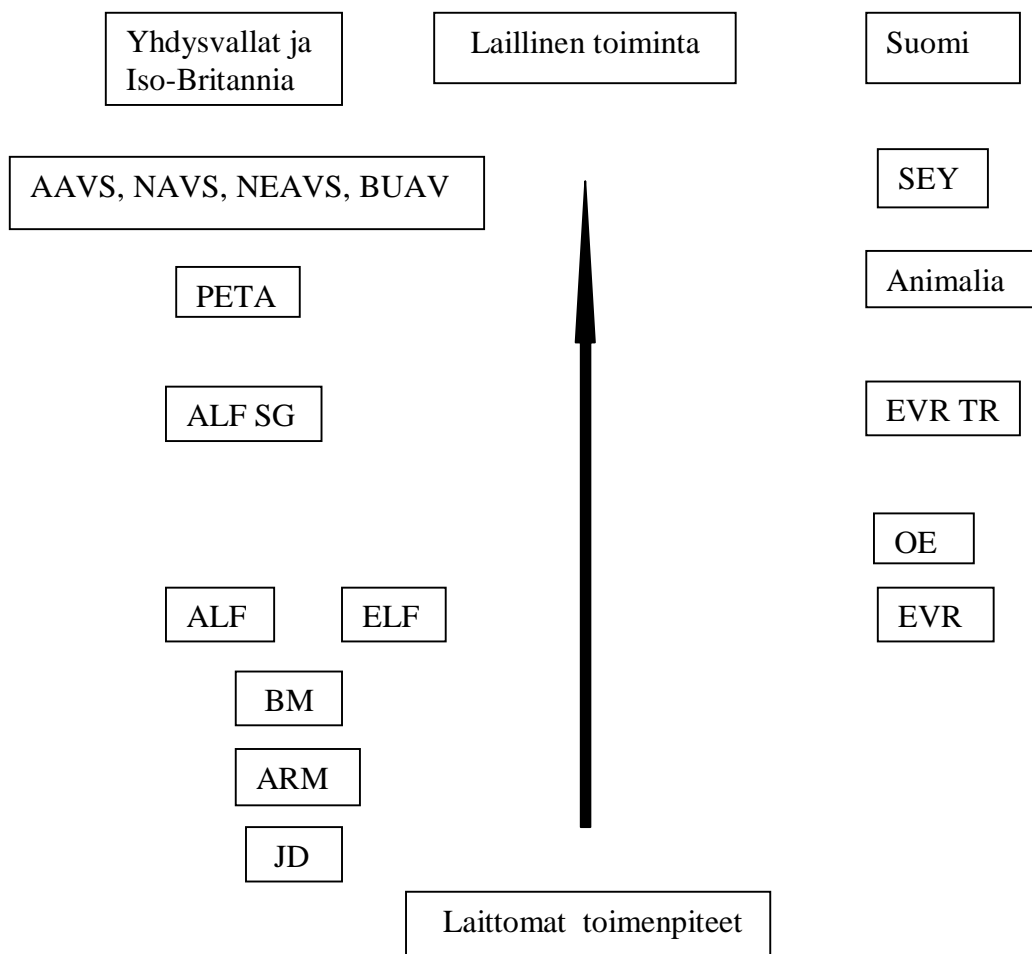 Yhdysvallat ja
Iso-Britannia
Laillinen toiminta
Suomi
AAVS, NAVS, NEAVS, BUAV
SEY
PETA
Animalia
ALF SG
EVR TR
OE
ALF
ELF
EVR
BM
ARM
JD
Laittomat toimenpiteet